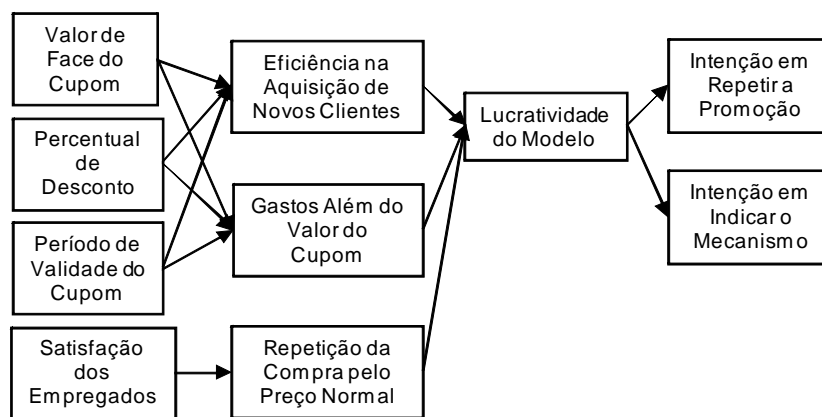 Valor de
Face do
Cupom
Percentual
de
Desconto
Período de
Validade do
Cupom
Satisfação
dos
Empregados
Eficiência na
Aquisição de
Novos Clientes
Gastos Além do
Valor do
Cupom
Repetição da
Compra pelo
Preço Normal
Lucratividade
do Modelo
Intenção em
Repetir a
Promoção
Intenção em
Indicar o
Mecanismo